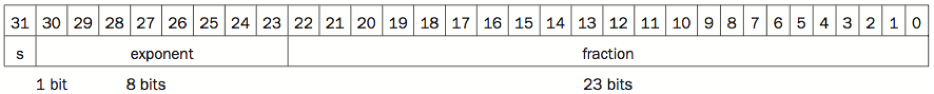 31 30 29 28 27 26 25 24 23 22 21 20 19 18 17 16 15 14 13 12 11 10 9 8 7 6 5 4 3 2 1 0
s exponent fraction
1 bit 8 bits 23 bits